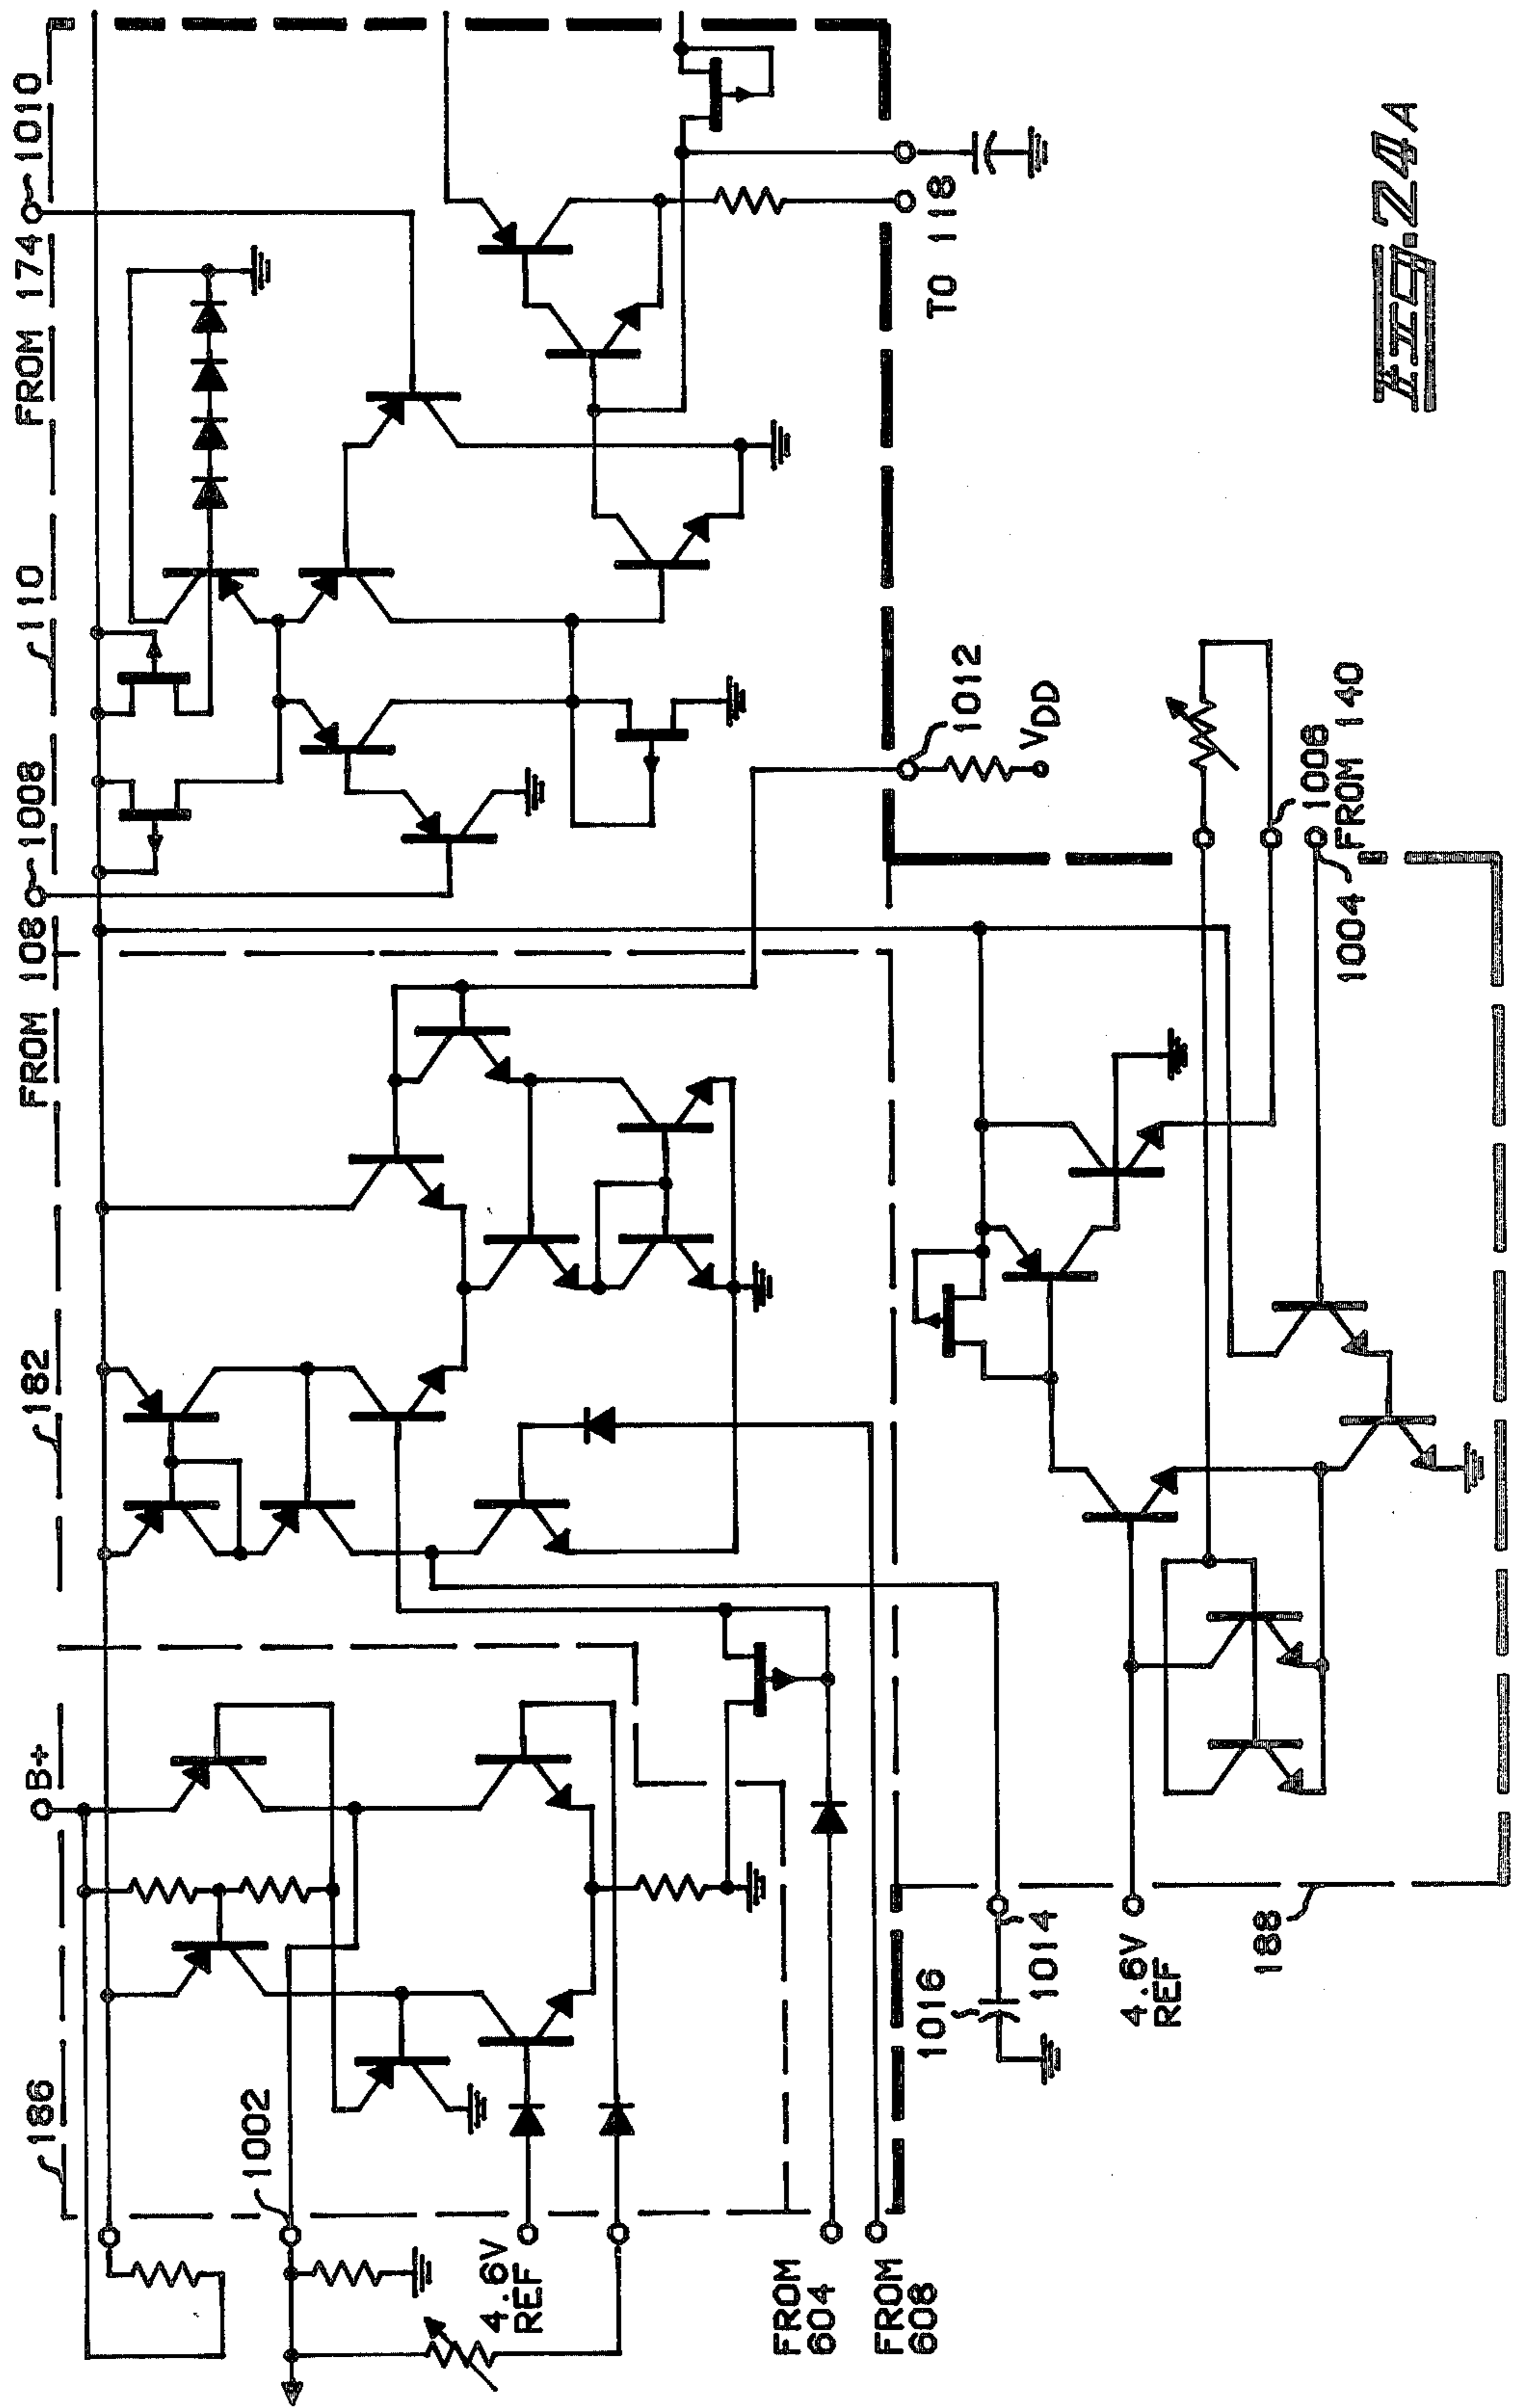 FROM 108
1008
110
FROM 174
1010
182
186
B+
1002
4.6V
REF
FROM
604
FROM
608
1012
VDD
TO 118
1016
1014
4.6V
REF
188
1004
1006
FROM 140
FIG.24A